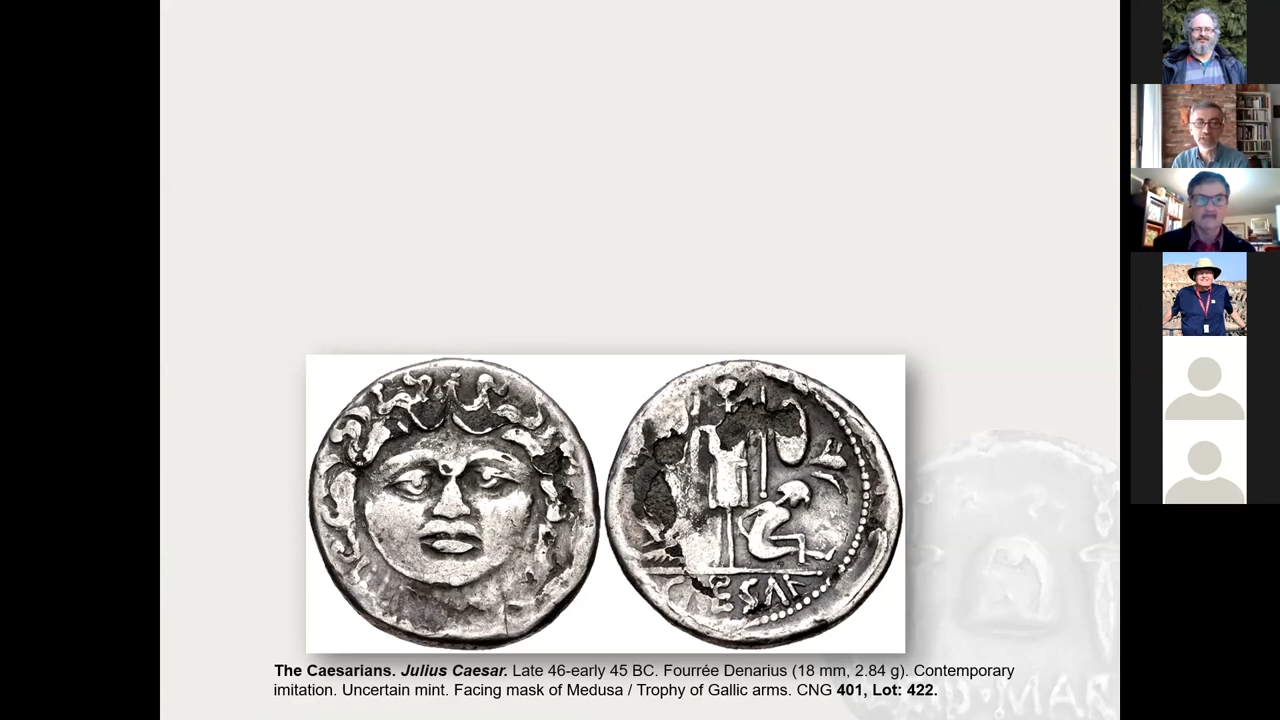 CAESAR
The Caesarians. Julius Caesar. Late 46-early 45 BC. Fourrée Denarius (18 mm, 2.84 g). Contemporary
imitation. Uncertain mint. Facing mask of Medusa / Trophy of Gallic arms. CNG 401, Lot: 422.
MAR